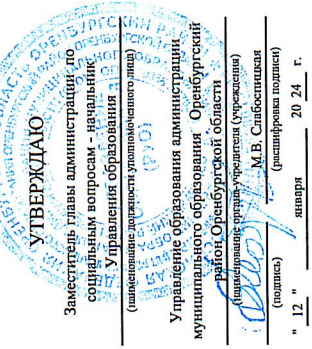 УТВЕРЖДАЮ
Заместитель главы администрации по
социальным вопросам - начальник
Управления образования
(наименование должности уполномоченного лица)
Управление образования администрации
муниципального образования Оренбургский
район Оренбургской области
(наименование органа-учредителя (учреждения)
М.В. Слабоспицкая
(подпись) (расшифровка подписи)
" 12 " января 20 24 г.